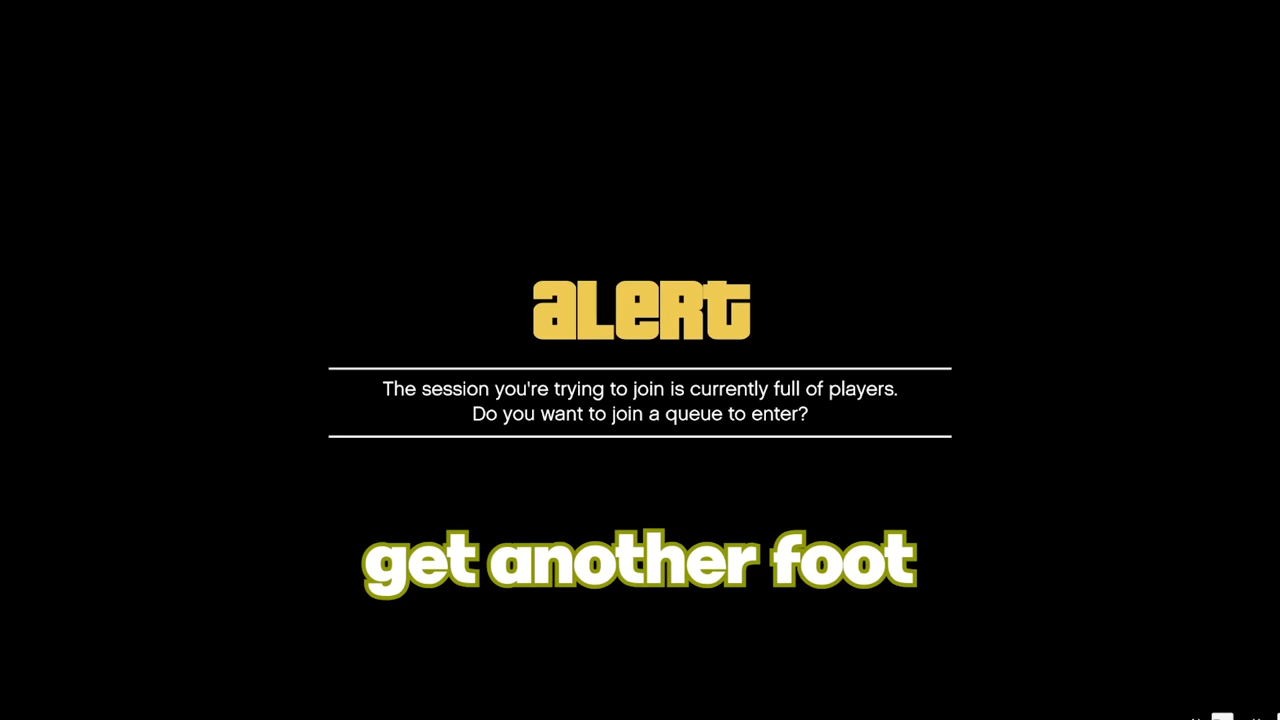 aLeRt
The session you're trying to join is currently full of players.
Do you want to join a queue to enter?
get another foot